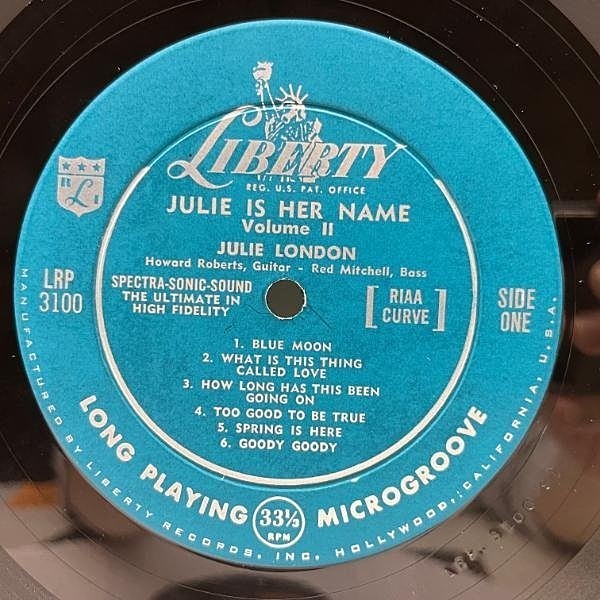 LIBERTY
REG. U.S. PAT. OFFICE
JULIE IS HER NAME
Volume II
JULIE LONDON
Howard Roberts, Guitar - Red Mitchell, Bass
LRP
3100
SPECTRA-SONIC-SOUND
THE ULTIMATE IN
HIGH FIDELITY
[RIAA
CURVE]
SIDE
ONE
1. BLUE MOON
2. WHAT IS THIS THING
CALLED LOVE
3. HOW LONG HAS THIS BEEN
GOING ON
4. TOO GOOD TO BE TRUE
5. SPRING IS HERE
6. GOODY GOODY
LONG PLAYING 33⅓ RPM MICROGROOVE
MANUFACTURED BY LIBERTY RECORDS, INC. HOLLYWOOD, CALIFORNIA, U.S.A.